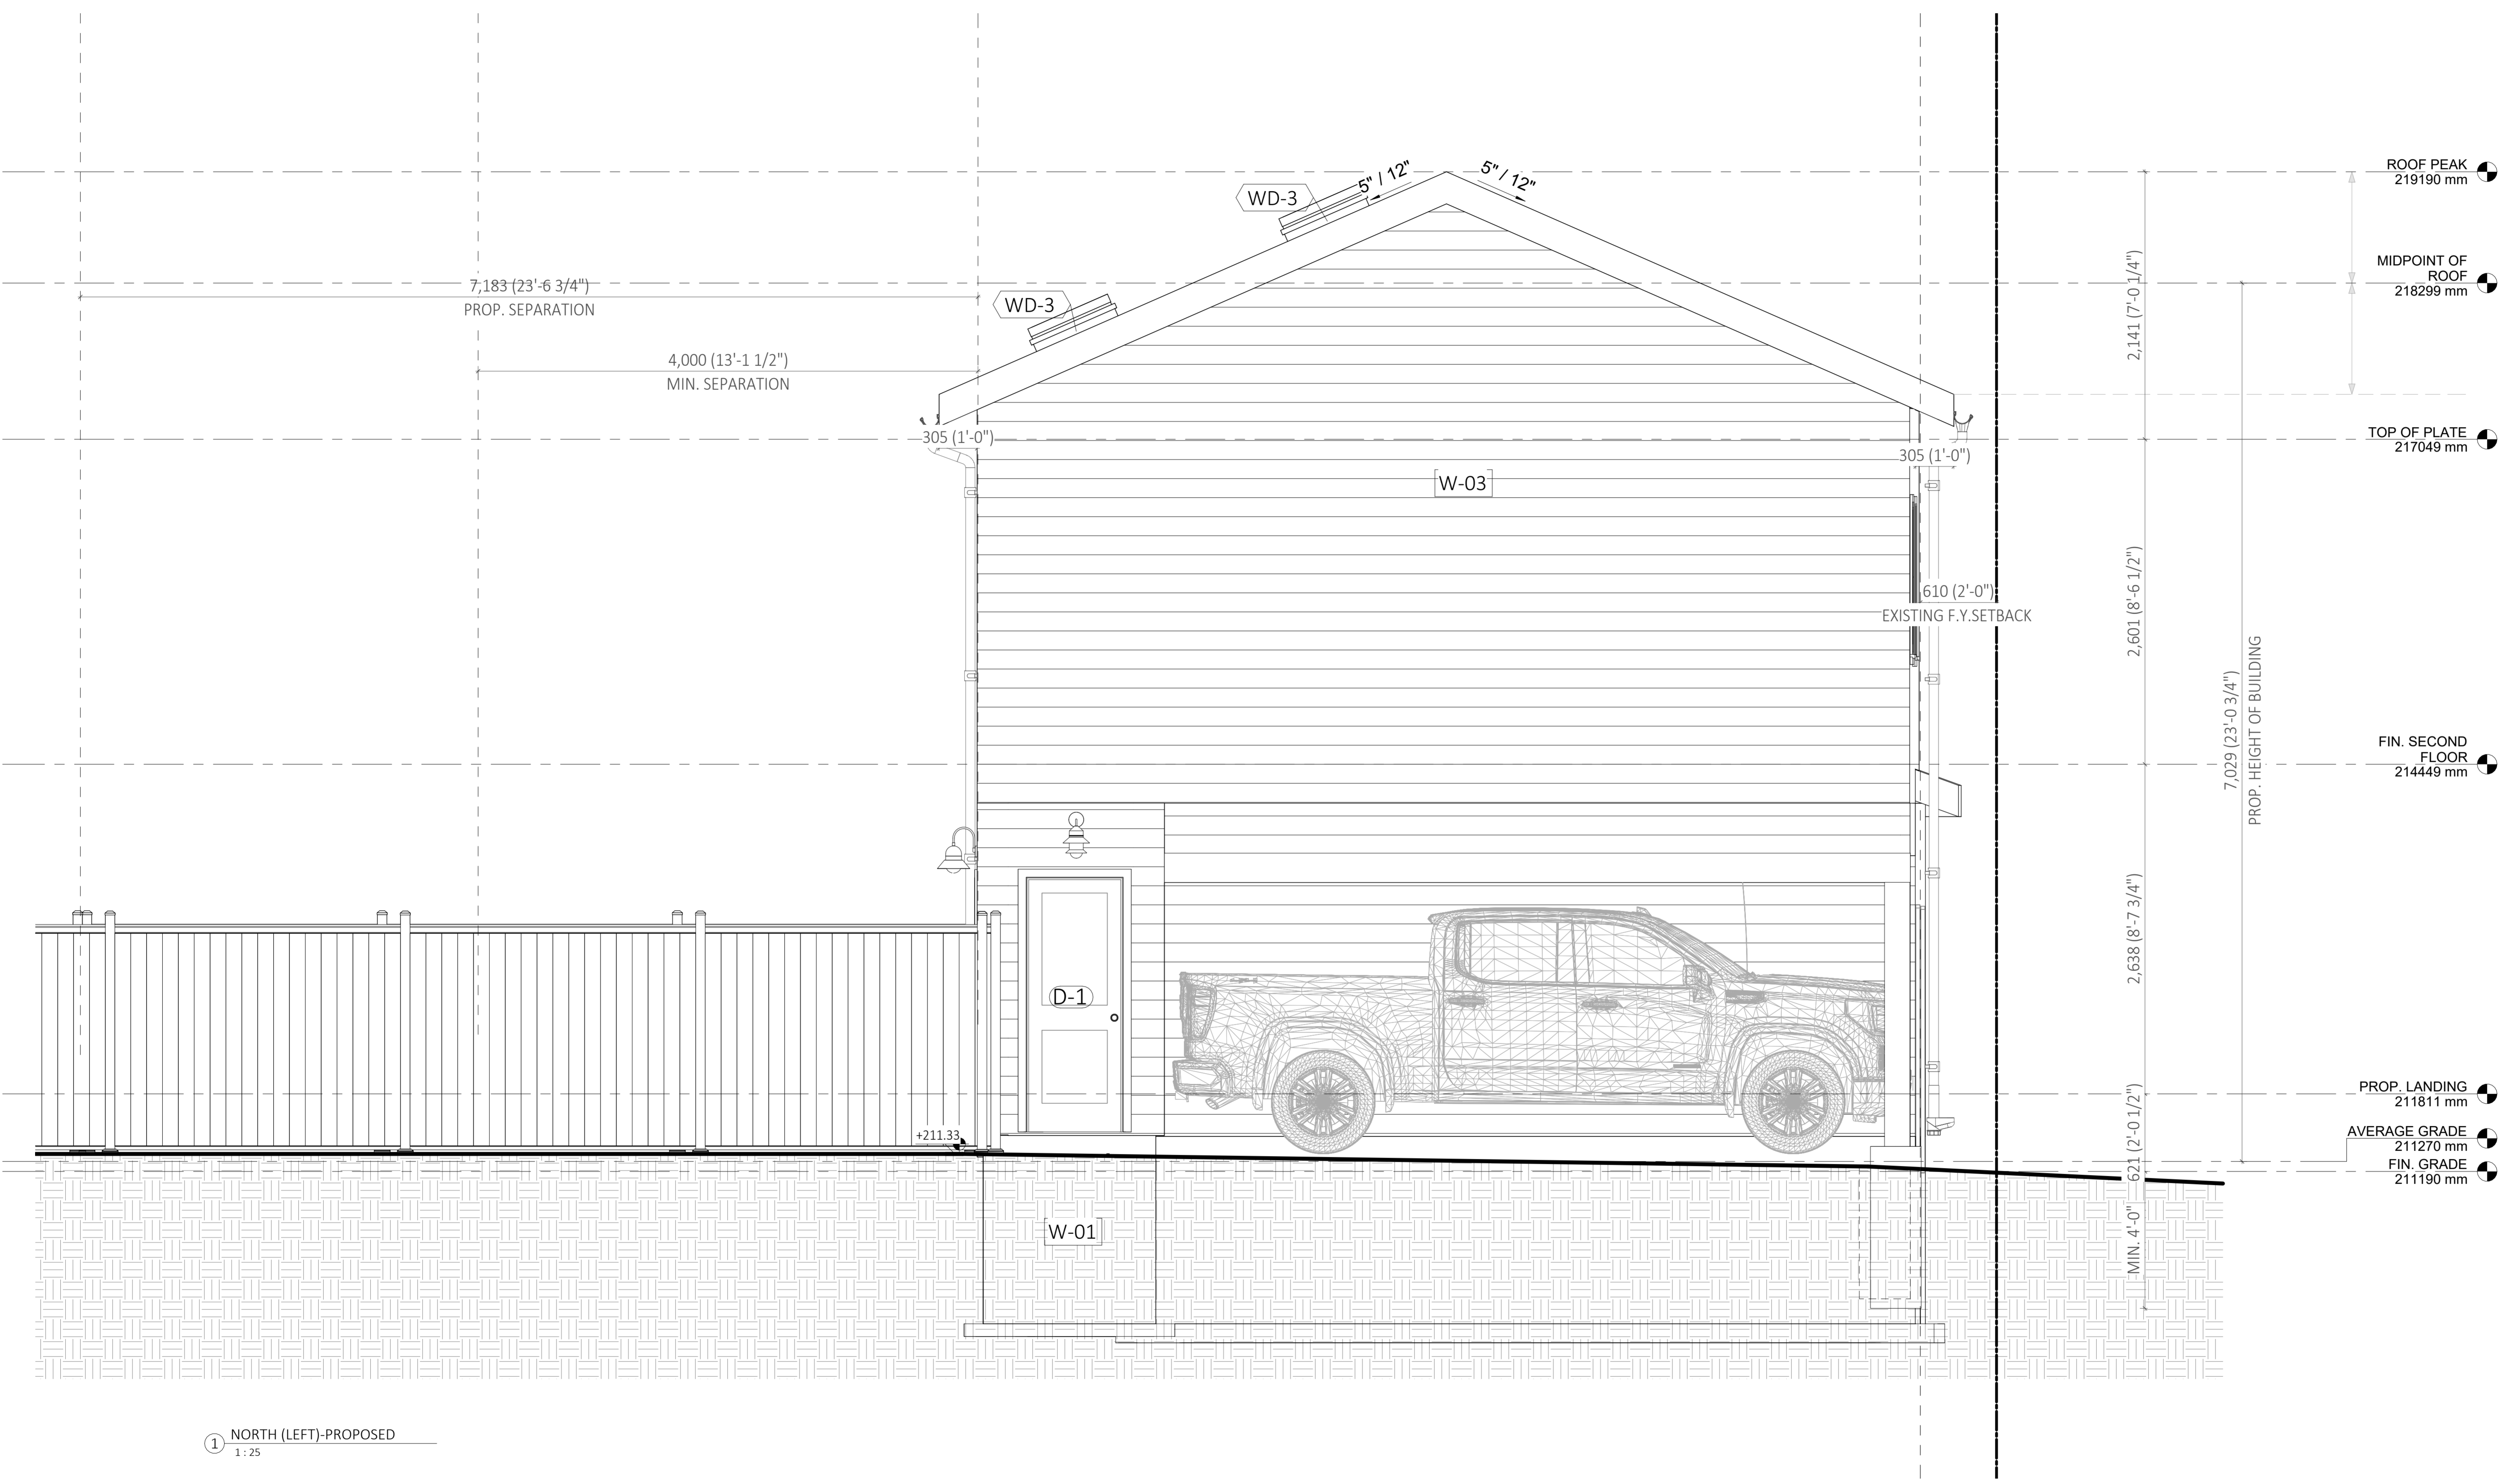 ROOF PEAK
219190 mm
WD-3
5" / 12"
5" / 12"
MIDPOINT OF
ROOF
218299 mm
7,183 (23'-6 3/4")
PROP. SEPARATION
WD-3
2,141 (7'-0 1/4")
4,000 (13'-1 1/2")
MIN. SEPARATION
TOP OF PLATE
217049 mm
305 (1'-0")
305 (1'-0")
W-03
610 (2'-0")
EXISTING F.Y.SETBACK
2,601 (8'-6 1/2")
7,029 (23'-0 3/4")
PROP. HEIGHT OF BUILDING
FIN. SECOND
FLOOR
214449 mm
2,638 (8'-7 3/4")
D-1
PROP. LANDING
211811 mm
+211.33
AVERAGE GRADE
211270 mm
FIN. GRADE
211190 mm
621 (2'-0 1/2")
W-01
MIN. 4'-0"
1
NORTH (LEFT)-PROPOSED
1 : 25